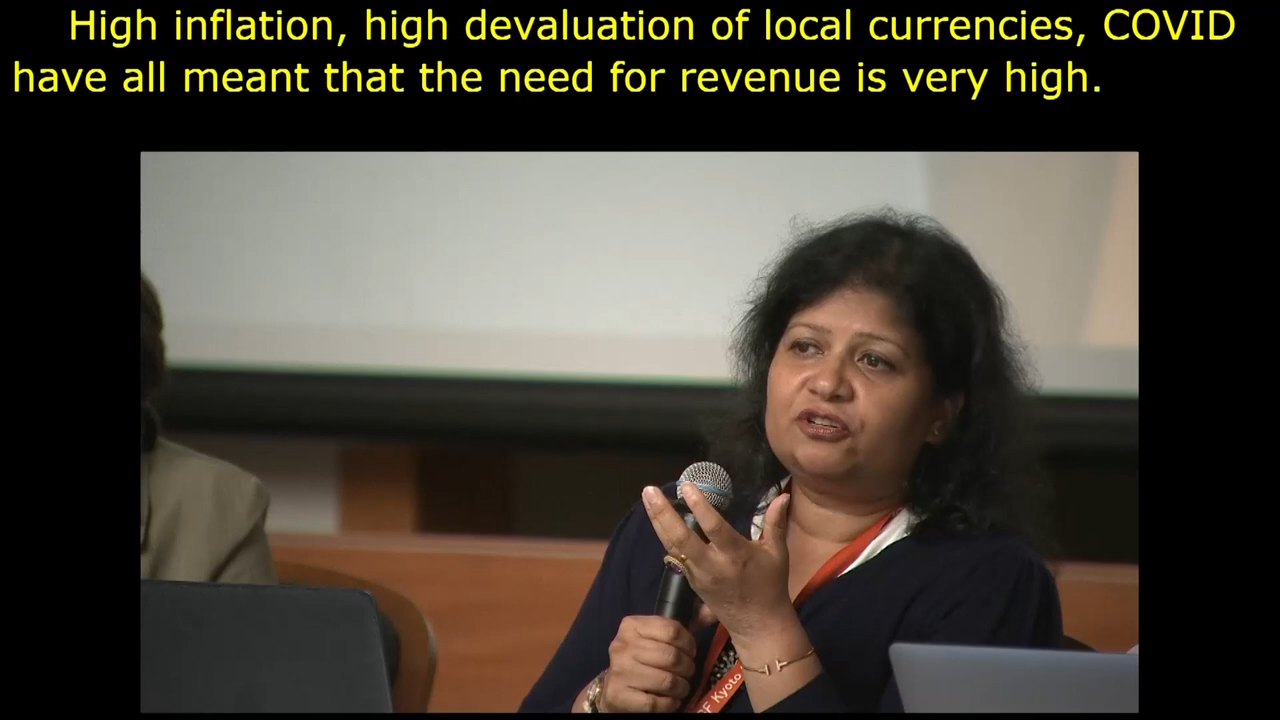 High inflation, high devaluation of local currencies, COVID
have all meant that the need for revenue is very high.
Kyoto